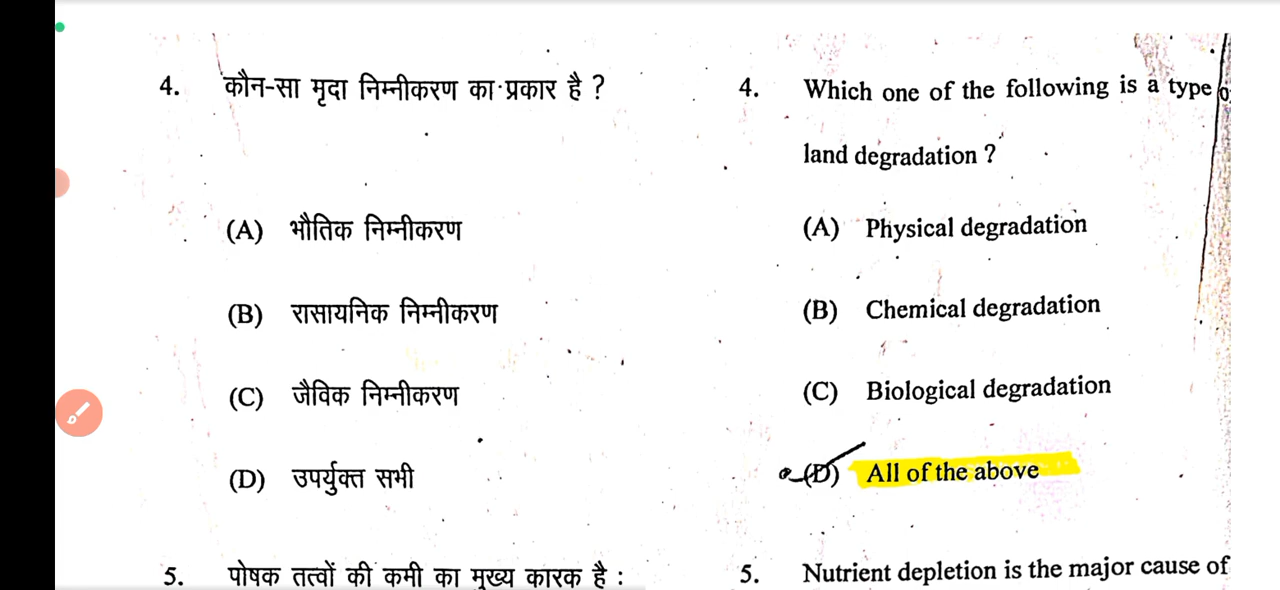 4. कौन-सा मृदा निम्नीकरण का प्रकार है ?
(A) भौतिक निम्नीकरण
(B) रासायनिक निम्नीकरण
(C) जैविक निम्नीकरण
(D) उपर्युक्त सभी
5. पोषक तत्वों की कमी का मुख्य कारक है :
4. Which one of the following is a type
land degradation ?
(A) Physical degradation
(B) Chemical degradation
(C) Biological degradation
(D) All of the above
5. Nutrient depletion is the major cause of